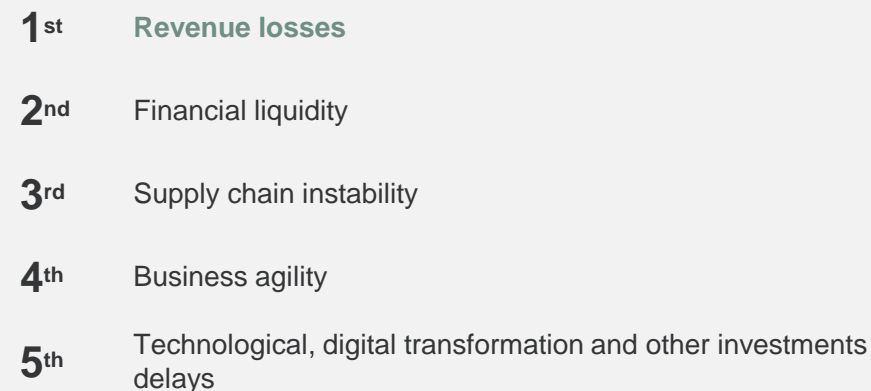 1st Revenue losses
2nd Financial liquidity
3rd Supply chain instability
4th Business agility
5th Technological, digital transformation and other investments
delays